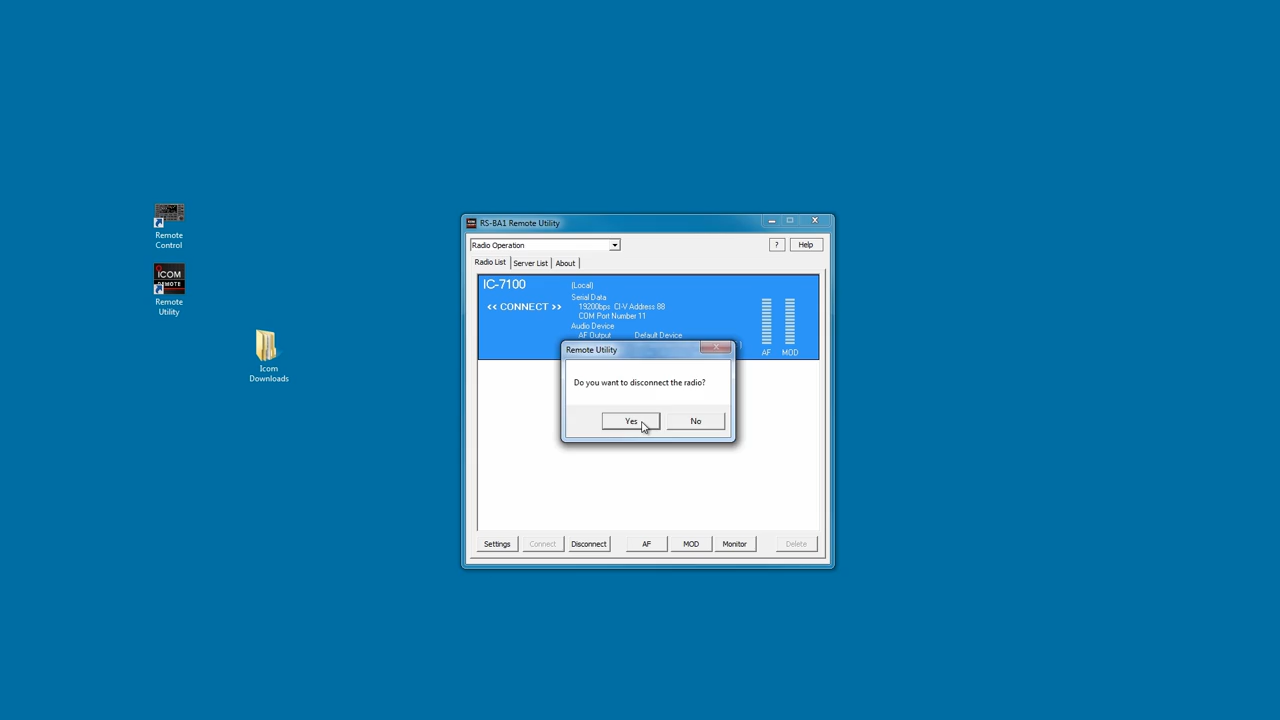 Remote
Control
ICOM
REMOTE
Remote
Utility
Icom
Downloads
RS-BA1 Remote Utility
Radio Operation
?
Help
Radio List
Server List
About
IC-7100
(Local)
<< CONNECT >>
Serial Data
19200bps CI-V Address 88
COM Port Number 11
Audio Device
AF Output Default Device
AF
MOD
Remote Utility
Do you want to disconnect the radio?
Yes
No
Settings
Connect
Disconnect
AF
MOD
Monitor
Delete